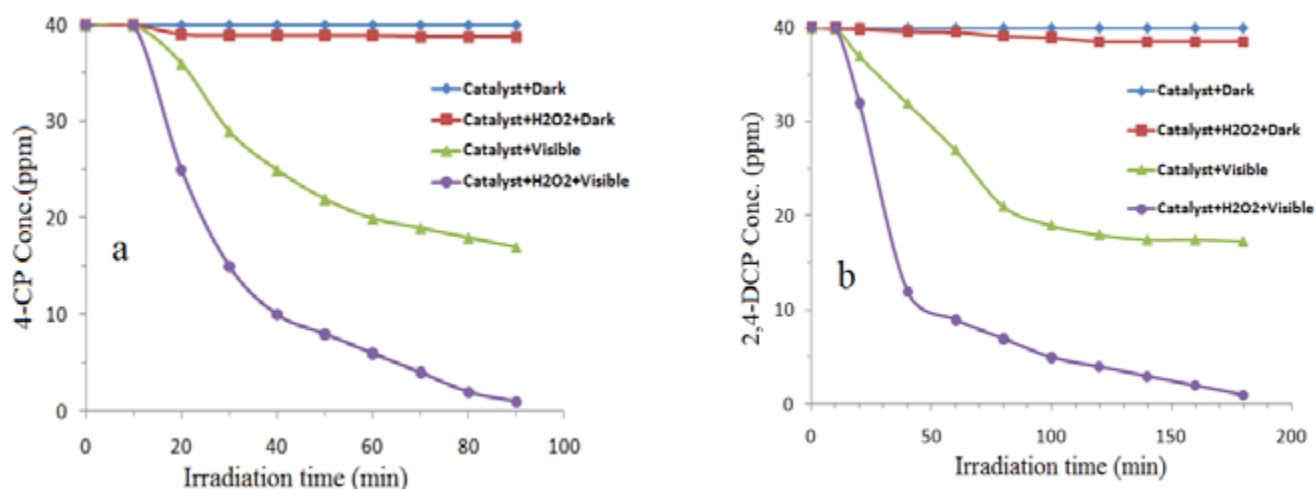 40
30
20
10
0
0
20
40
60
80
100
4-CP Conc.(ppm)
Irradiation time (min)
a
Catalyst+Dark
Catalyst+H2O2+Dark
Catalyst+Visible
Catalyst+H2O2+Visible
40
30
20
10
0
0
50
100
150
200
2,4-DCP Conc. (ppm)
Irradiation time (min)
b
Catalyst+Dark
Catalyst+H2O2+Dark
Catalyst+Visible
Catalyst+H2O2+Visible